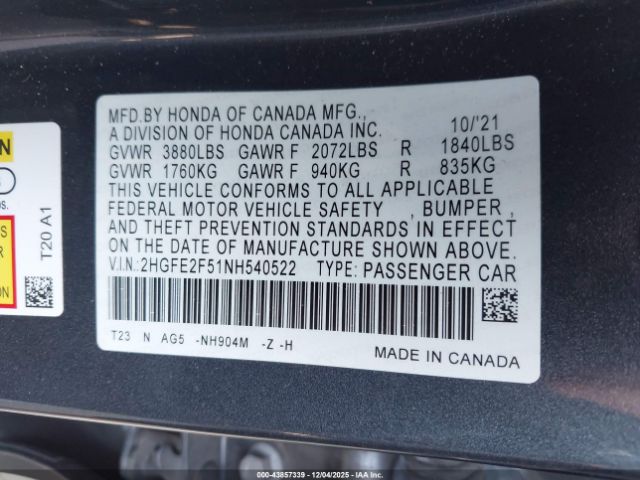 MFD.BY HONDA OF CANADA MFG., 10/'21
A DIVISION OF HONDA CANADA INC.
GVWR 3880LBS GAWR F 2072LBS R 1840LBS
GVWR 1760KG GAWR F 940KG R 835KG
THIS VEHICLE CONFORMS TO ALL APPLICABLE
FEDERAL MOTOR VEHICLE SAFETY , BUMPER ,
AND THEFT PREVENTION STANDARDS IN EFFECT
ON THE DATE OF MANUFACTURE SHOWN ABOVE.
V.I.N.:2HGFE2F51NH540522 TYPE:PASSENGER CAR
T23 N AG5 -NH904M -Z -H
MADE IN CANADA
T20 A1
000-43857339 - 12/04/2025 - IAA Inc.